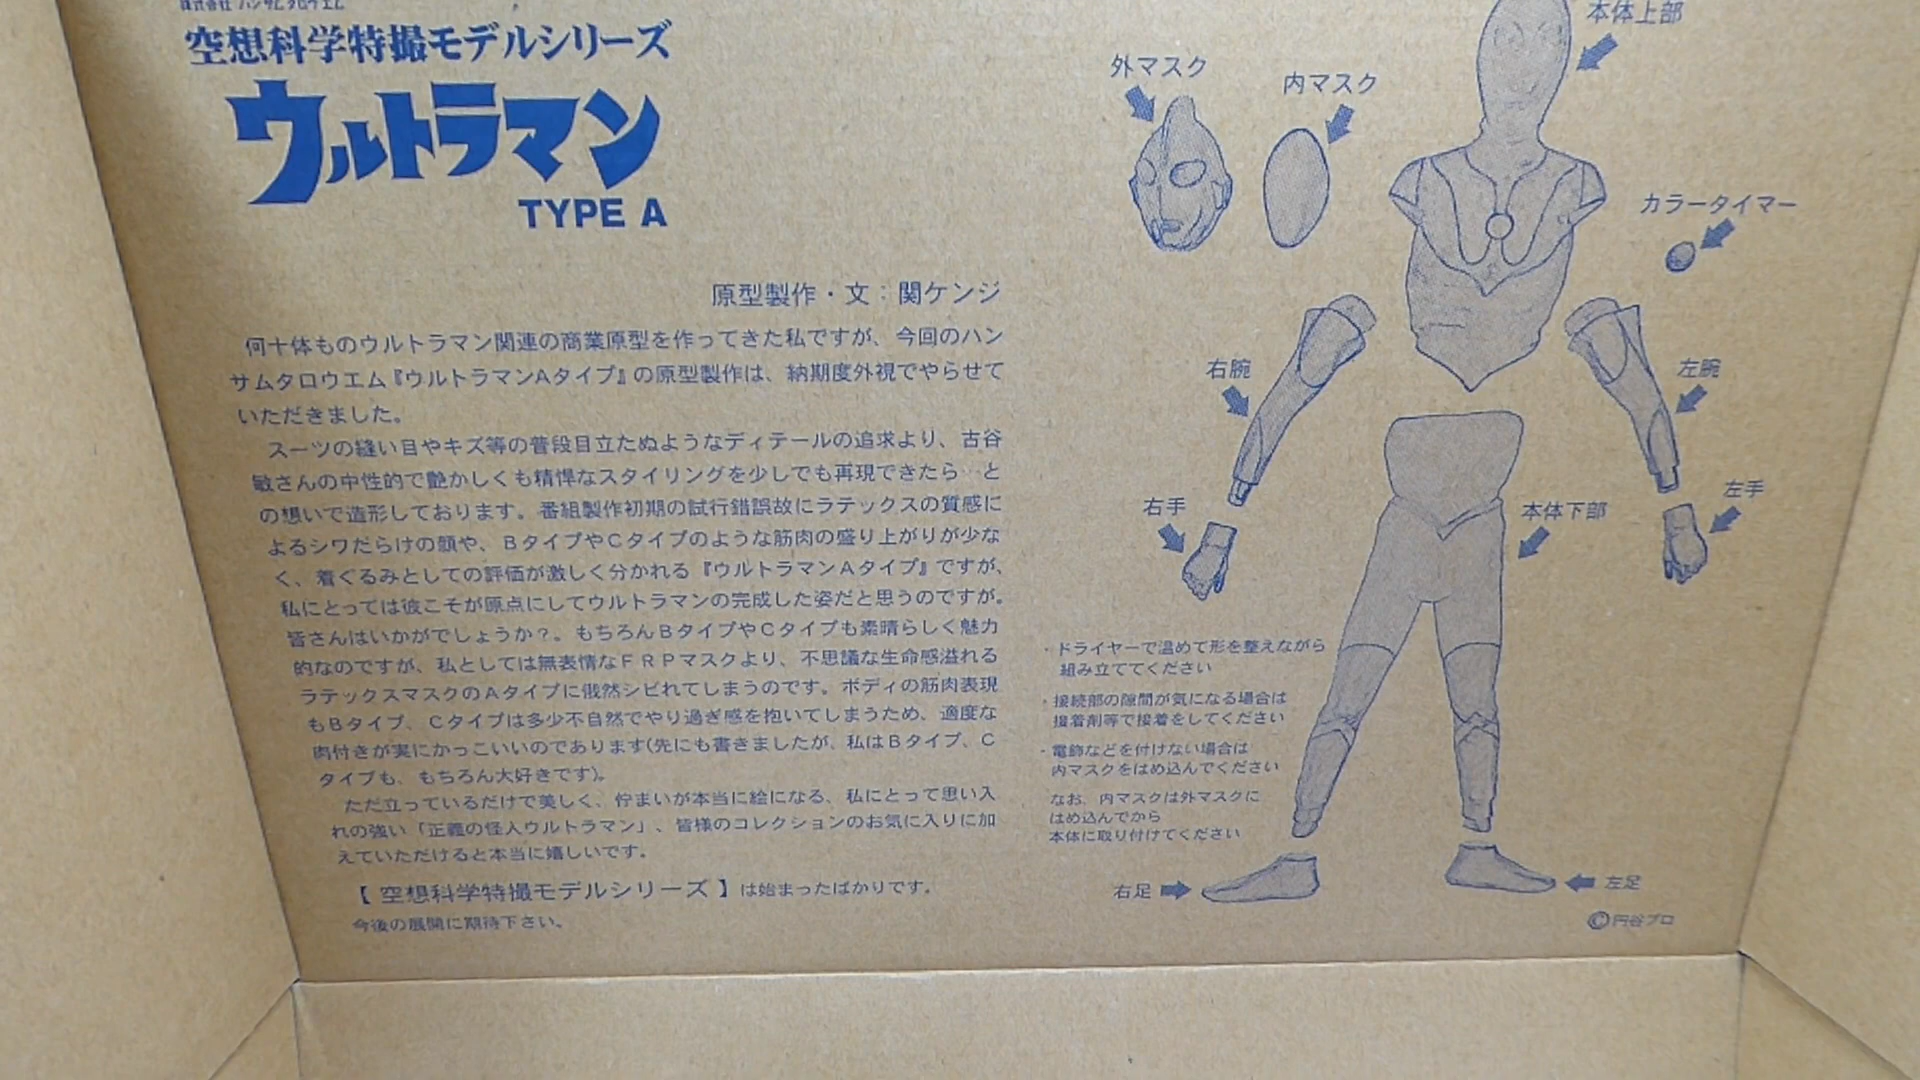 株式会社 ハンサムタロウエム
空想科学特撮モデルシリーズ
ウルトラマン
TYPE A
原型製作・文：関ケンジ
何十体ものウルトラマン関連の商業原型を作ってきた私ですが、今回のハン
サムタロウエム『ウルトラマンAタイプ』の原型製作は、納期度外視でやらせて
いただきました。
スーツの縫い目やキズ等の普段目立たぬようなディテールの追求より、古谷
敏さんの中性的で艶かしくも精悍なスタイリングを少しでも再現できたら…と
の想いで造形しております。番組製作初期の試行錯誤故にラテックスの質感に
よるシワだらけの顔や、BタイプやCタイプのような筋肉の盛り上がりが少な
く、着ぐるみとしての評価が激しく分かれる『ウルトラマンAタイプ』ですが、
私にとっては彼こそが原点にしてウルトラマンの完成した姿だと思うのですが。
皆さんはいかがでしょうか？。もちろんBタイプやCタイプも素晴らしく魅力
的なのですが、私としては無表情なFRPマスクより、不思議な生命感溢れる
ラテックスマスクのAタイプに俄然シビれてしまうのです。ボディの筋肉表現
もBタイプ、Cタイプは多少不自然でやり過ぎ感を抱いてしまうため、適度な
肉付きが実にかっこいいのであります(先にも書きましたが、私はBタイプ、C
タイプも、もちろん大好きです)。
ただ立っているだけで美しく、佇まいが本当に絵になる、私にとって思い入
れの強い「正義の怪人ウルトラマン」、皆様のコレクションのお気に入りに加
えていただけると本当に嬉しいです。
【 空想科学特撮モデルシリーズ 】は始まったばかりです。
今後の展開に期待下さい。
本体上部
外マスク
内マスク
カラータイマー
右腕
左腕
右手
左手
本体下部
・ドライヤーで温めて形を整えながら
組み立ててください
・接続部の隙間が気になる場合は
接着剤等で接着をしてください
・電飾などを付けない場合は
内マスクをはめ込んでください
なお、内マスクは外マスクに
はめ込んでから
本体に取り付けてください
右足
左足
©円谷プロ